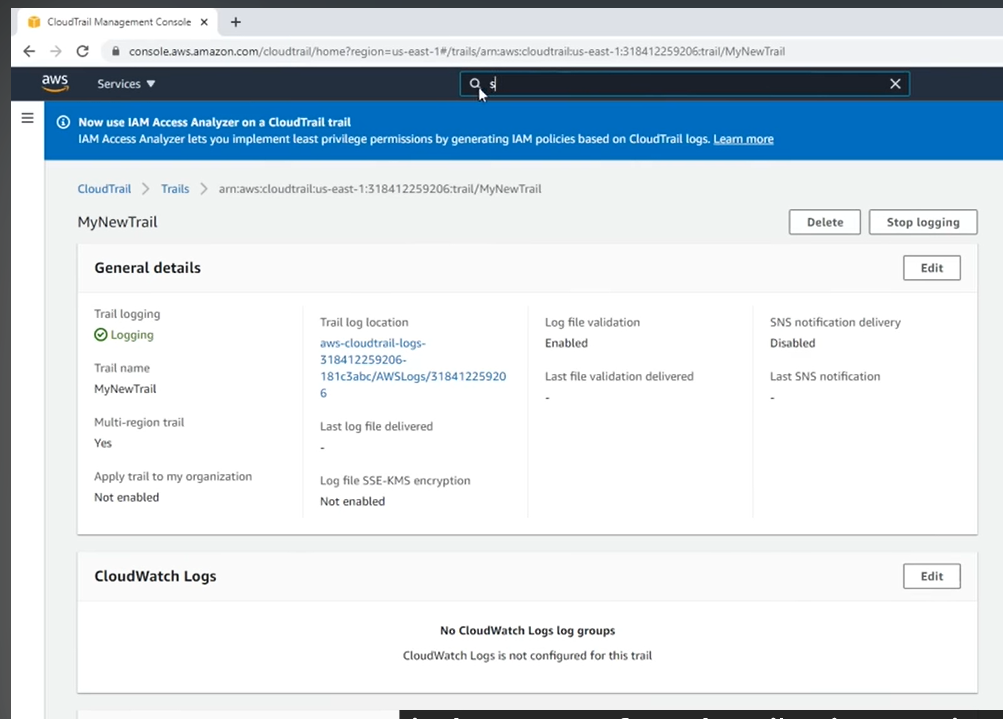 CloudTrail Management Console
console.aws.amazon.com/cloudtrail/home?region=us-east-1#/trails/arn:aws:cloudtrail:us-east-1:318412259206:trail/MyNewTrail
aws
Services
s
Now use IAM Access Analyzer on a CloudTrail trail
IAM Access Analyzer lets you implement least privilege permissions by generating IAM policies based on CloudTrail logs. Learn more
CloudTrail
Trails
arn:aws:cloudtrail:us-east-1:318412259206:trail/MyNewTrail
MyNewTrail
Delete
Stop logging
General details
Edit
Trail logging
Logging
Trail name
MyNewTrail
Multi-region trail
Yes
Apply trail to my organization
Not enabled
Trail log location
aws-cloudtrail-logs-
318412259206-
181c3abc/AWSLogs/31841225920
6
Last log file delivered
-
Log file SSE-KMS encryption
Not enabled
Log file validation
Enabled
Last file validation delivered
-
SNS notification delivery
Disabled
Last SNS notification
-
CloudWatch Logs
Edit
No CloudWatch Logs log groups
CloudWatch Logs is not configured for this trail